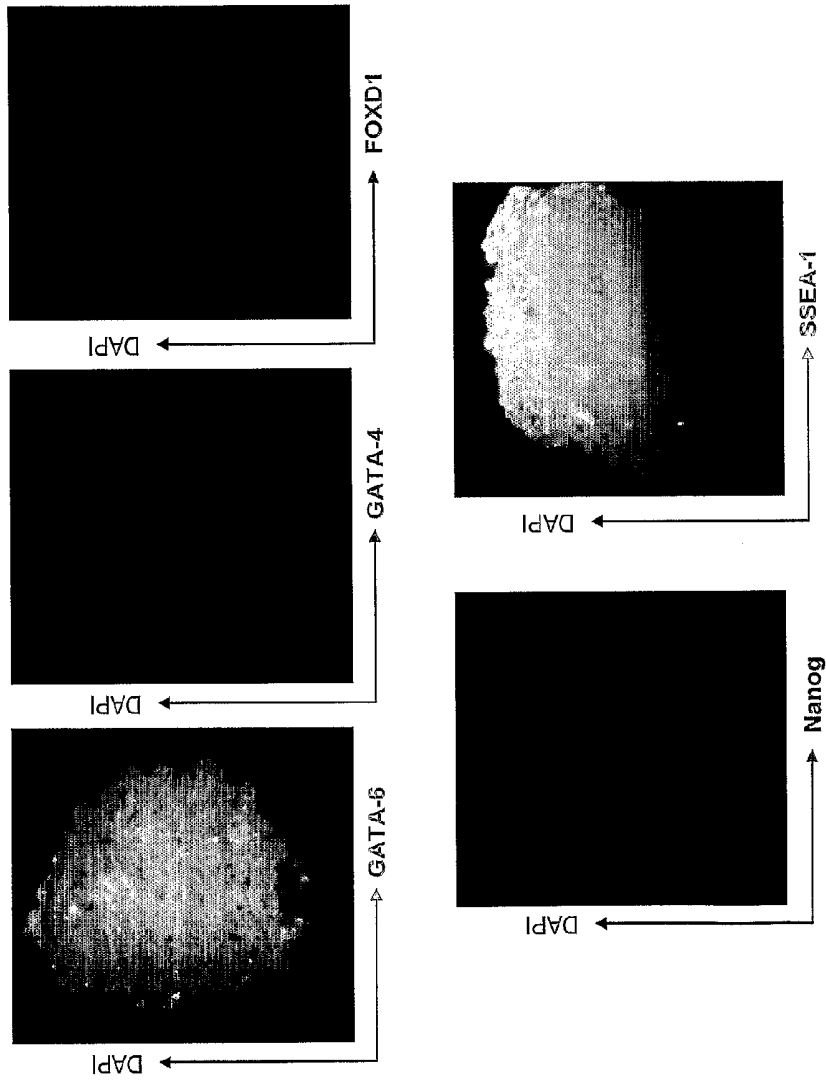 DAPI
FOXD1
DAPI
GATA-4
DAPI
GATA-6
DAPI
SSEA-1
DAPI
Nanog